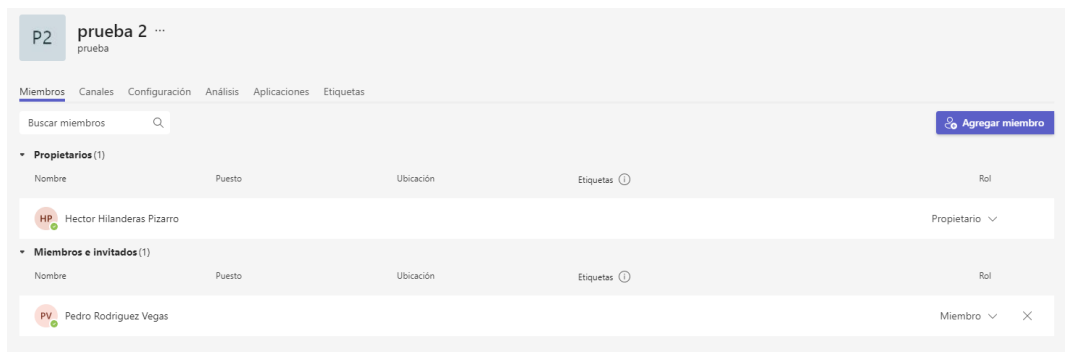 P2
prueba 2 ...
prueba
Miembros Canales Configuración Análisis Aplicaciones Etiquetas
Buscar miembros Agregar miembro
Propietarios (1)
Nombre Puesto Ubicación Etiquetas Rol
HP Hector Hilanderas Pizarro Propietario
Miembros e invitados (1)
Nombre Puesto Ubicación Etiquetas Rol
PV Pedro Rodriguez Vegas Miembro